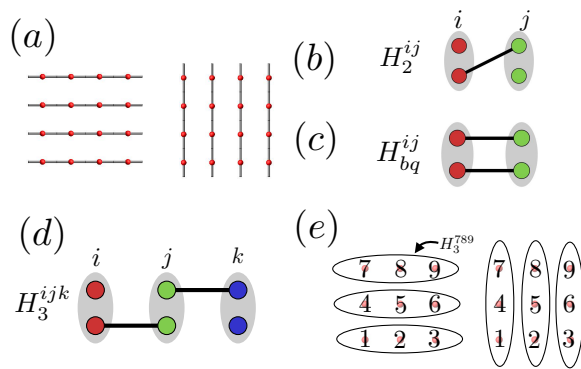 (a)
(b) H_2^{ij} i j
(c) H_{bq}^{ij}
(d) H_3^{ijk} i j k
(e) H_3^{789}
7 8 9 7 8 9
4 5 6 4 5 6
1 2 3 1 2 3